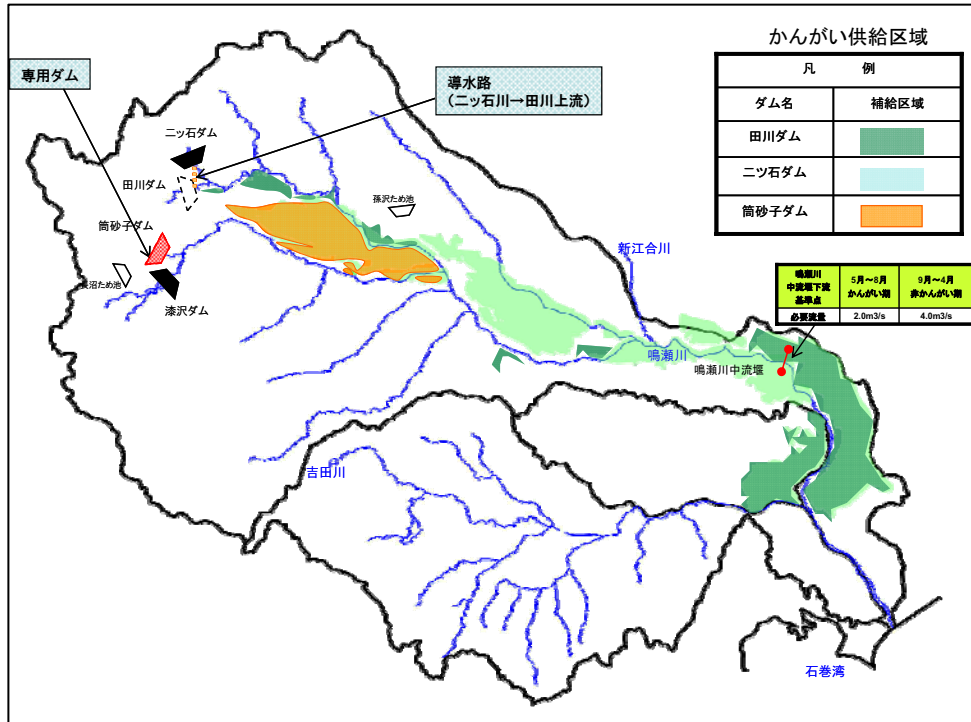 かんがい供給区域
凡 例
ダム名 補給区域
田川ダム
二ツ石ダム
筒砂子ダム
専用ダム
導水路
(二ッ石川→田川上流)
二ッ石ダム
田川ダム
筒砂子ダム
長沼ため池
漆沢ダム
孫沢ため池
新江合川
鳴瀬川
中流堰下流
基準点
5月~8月
かんがい期
9月~4月
非かんがい期
必要流量 2.0m3/s 4.0m3/s
鳴瀬川
鳴瀬川中流堰
吉田川
石巻湾